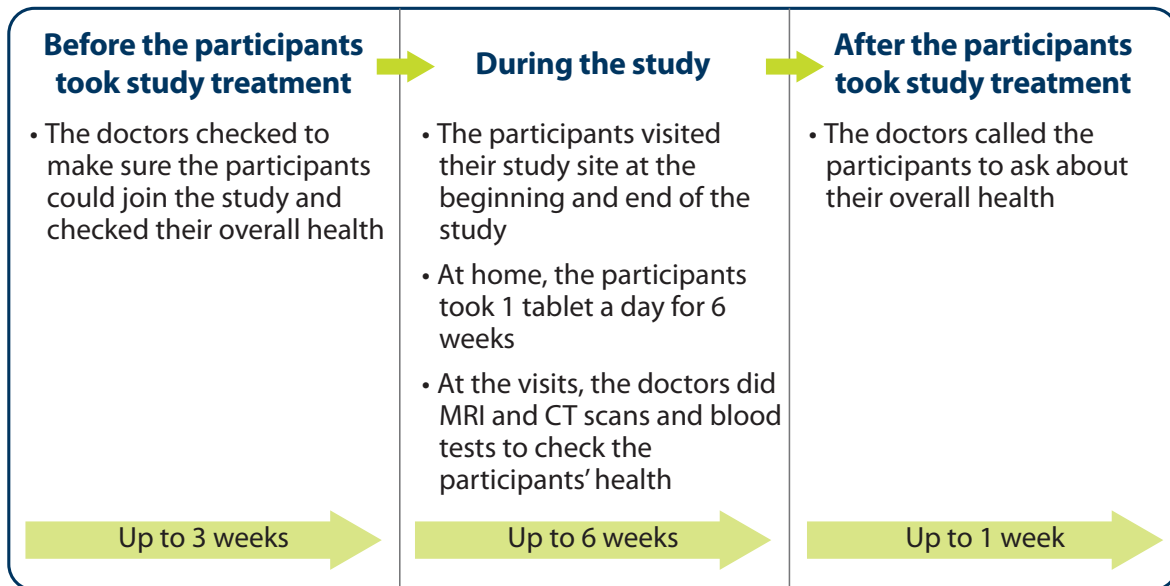 Before the participants
took study treatment
• The doctors checked to
make sure the participants
could join the study and
checked their overall health
Up to 3 weeks
During the study
• The participants visited
their study site at the
beginning and end of the
study
• At home, the participants
took 1 tablet a day for 6
weeks
• At the visits, the doctors did
MRI and CT scans and blood
tests to check the
participants’ health
Up to 6 weeks
After the participants
took study treatment
• The doctors called the
participants to ask about
their overall health
Up to 1 week